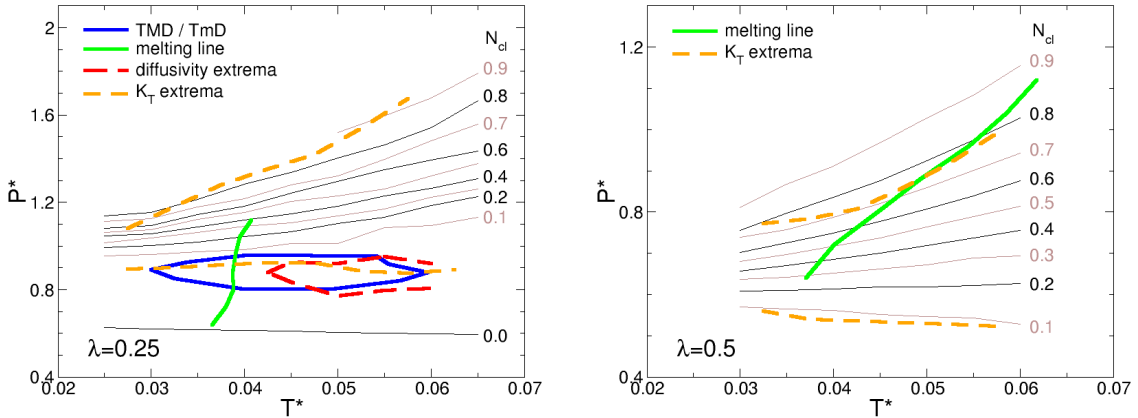 2.1
1.6
1.2
0.8
0.4
P*
TMD / TmD
melting line
diffusivity extrema
K_T extrema
N_cl
0.9
0.8
0.7
0.6
0.4
0.2
0.1
0.0
λ=0.25
0.02 0.03 0.04 0.05 0.06 0.07
T*
1.2
0.8
0.4
P*
melting line
K_T extrema
N_cl
0.9
0.8
0.7
0.6
0.5
0.4
0.3
0.2
0.1
λ=0.5
0.02 0.03 0.04 0.05 0.06 0.07
T*